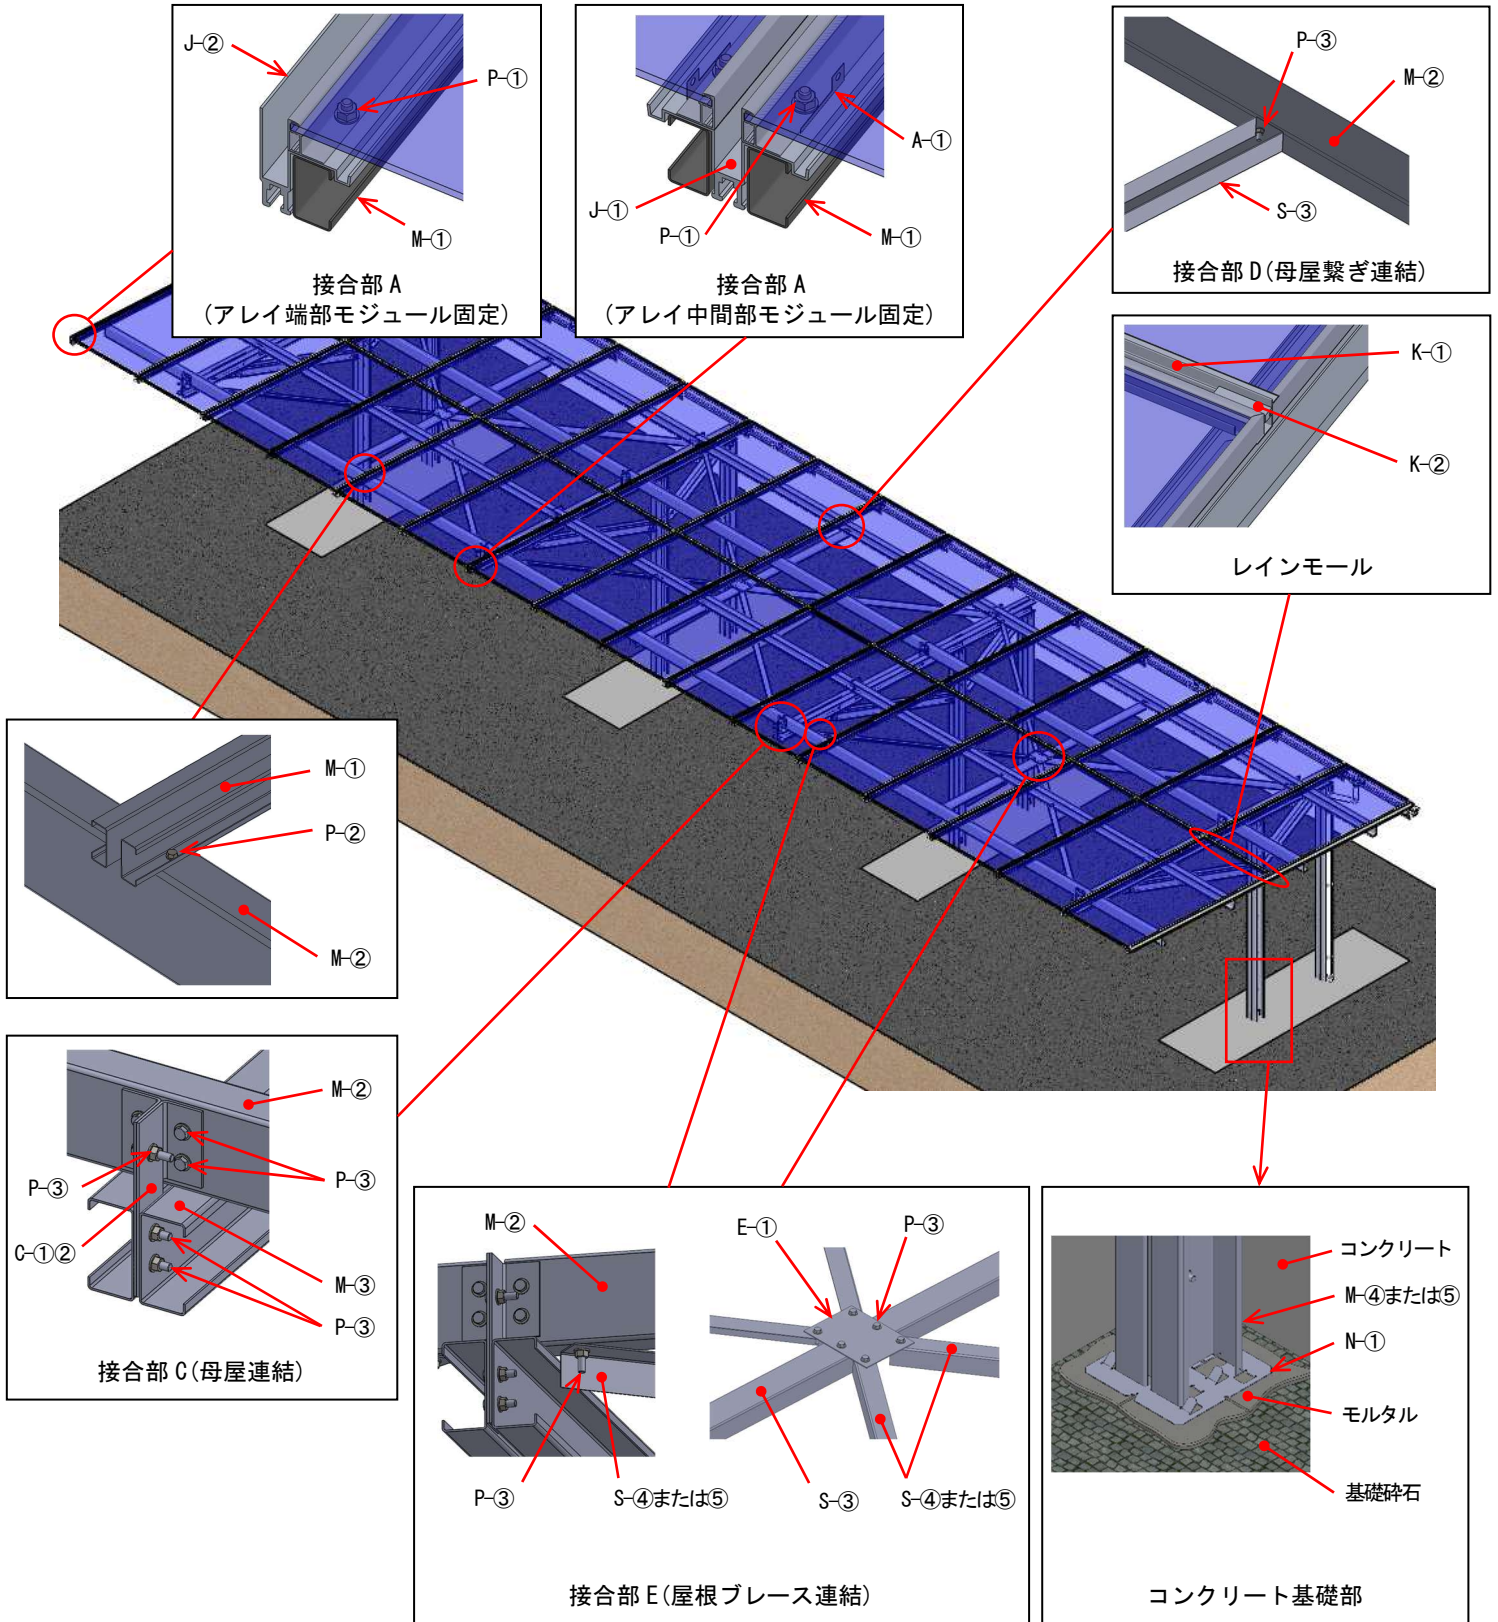 J-②
P-①
M-①
接合部 A
(アレイ端部モジュール固定)
A-①
J-①
P-①
M-①
接合部 A
(アレイ中間部モジュール固定)
P-③
M-②
S-③
接合部 D(母屋繋ぎ連結)
K-①
K-②
レインモール
M-①
P-②
M-②
M-②
P-③
P-③
C-①②
M-③
P-③
接合部 C(母屋連結)
M-②
E-①
P-③
P-③
S-④または⑤
S-③
S-④または⑤
接合部 E(屋根ブレース連結)
コンクリート
M-④または⑤
N-①
モルタル
基礎砕石
コンクリート基礎部